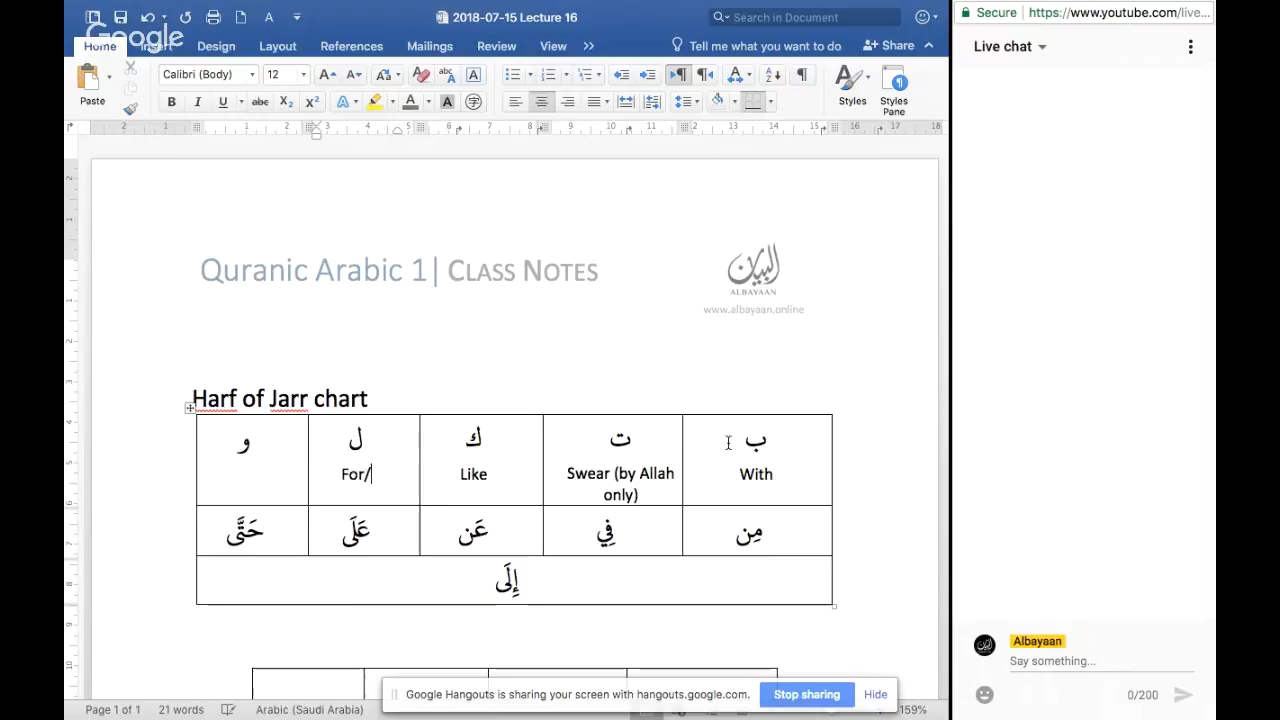 2018-07-15 Lecture 16
Search in Document
Google
Home Insert Design Layout References Mailings Review View
Tell me what you want to do
Share
Paste
Calibri (Body) 12
Styles
Styles Pane
Quranic Arabic 1| CLASS NOTES
البيان
ALBAYAAN
www.albayaan.online
Harf of Jarr chart
ب ت ك ل و
With Swear (by Allah only) Like For/
مِن فِي عَن عَلَى حَتَّى
إِلَى
Google Hangouts is sharing your screen with hangouts.google.com.
Stop sharing
Hide
Page 1 of 1
21 words
Arabic (Saudi Arabia)
159%
Secure
https://www.youtube.com/live...
Live chat
Albayaan
Say something...
0/200